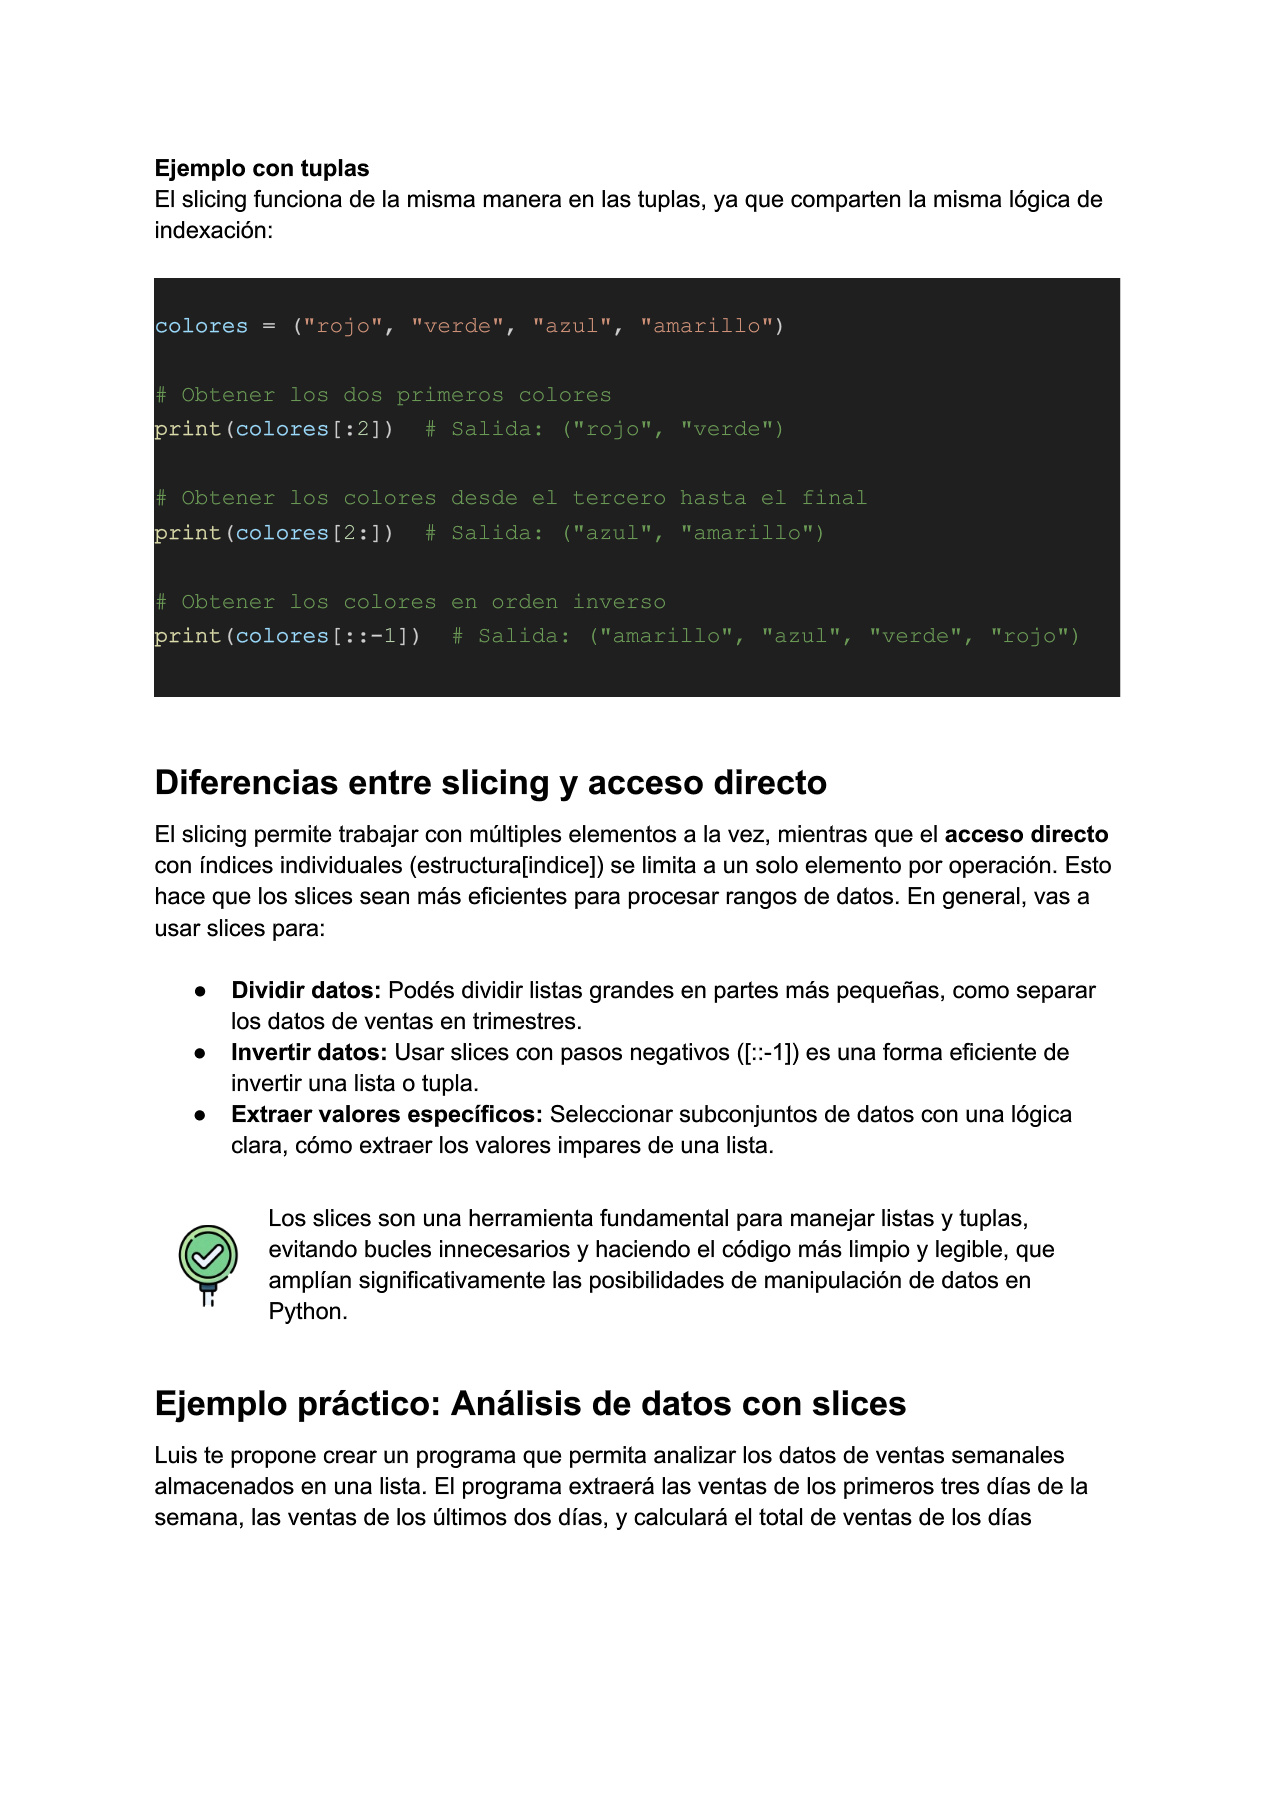 Ejemplo con tuplas
El slicing funciona de la misma manera en las tuplas, ya que comparten la misma lógica de
indexación:
colores = ("rojo", "verde", "azul", "amarillo")
# Obtener los dos primeros colores
print(colores[:2])  # Salida: ("rojo", "verde")
# Obtener los colores desde el tercero hasta el final
print(colores[2:])  # Salida: ("azul", "amarillo")
# Obtener los colores en orden inverso
print(colores[::-1])  # Salida: ("amarillo", "azul", "verde", "rojo")
Diferencias entre slicing y acceso directo
El slicing permite trabajar con múltiples elementos a la vez, mientras que el acceso directo
con índices individuales (estructura[indice]) se limita a un solo elemento por operación. Esto
hace que los slices sean más eficientes para procesar rangos de datos. En general, vas a
usar slices para:
● Dividir datos: Podés dividir listas grandes en partes más pequeñas, como separar
los datos de ventas en trimestres.
● Invertir datos: Usar slices con pasos negativos ([::-1]) es una forma eficiente de
invertir una lista o tupla.
● Extraer valores específicos: Seleccionar subconjuntos de datos con una lógica
clara, cómo extraer los valores impares de una lista.
Los slices son una herramienta fundamental para manejar listas y tuplas,
evitando bucles innecesarios y haciendo el código más limpio y legible, que
amplían significativamente las posibilidades de manipulación de datos en
Python.
Ejemplo práctico: Análisis de datos con slices
Luis te propone crear un programa que permita analizar los datos de ventas semanales
almacenados en una lista. El programa extraerá las ventas de los primeros tres días de la
semana, las ventas de los últimos dos días, y calculará el total de ventas de los días